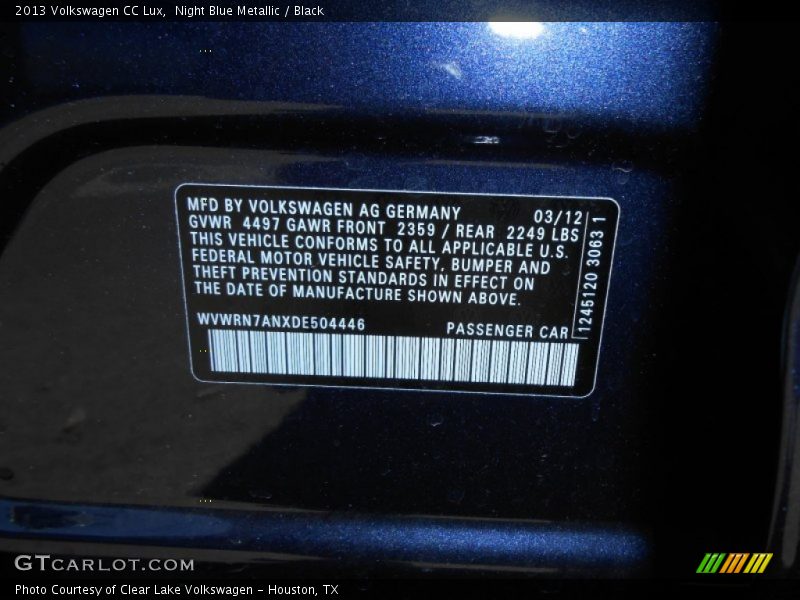 2013 Volkswagen CC Lux,  Night Blue Metallic / Black
MFD BY VOLKSWAGEN AG GERMANY 03/12
GVWR 4497 GAWR FRONT 2359 / REAR 2249 LBS
THIS VEHICLE CONFORMS TO ALL APPLICABLE U.S.
FEDERAL MOTOR VEHICLE SAFETY, BUMPER AND
THEFT PREVENTION STANDARDS IN EFFECT ON
THE DATE OF MANUFACTURE SHOWN ABOVE.
WVWRN7ANXDE504446 PASSENGER CAR
1245120 3063 1
GTCARLOT.COM
Photo Courtesy of Clear Lake Volkswagen - Houston, TX